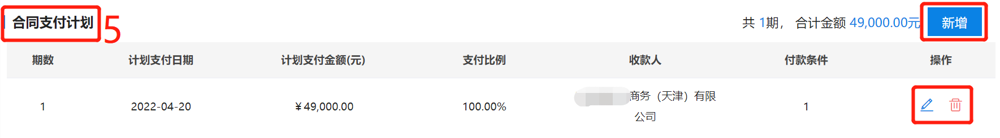 合同支付计划 5 共 1期， 合计金额 49,000.00元 新增
期数 计划支付日期 计划支付金额(元) 支付比例 收款人 付款条件 操作
1 2022-04-20 ￥49,000.00 100.00% 商务（天津）有限 1
公司